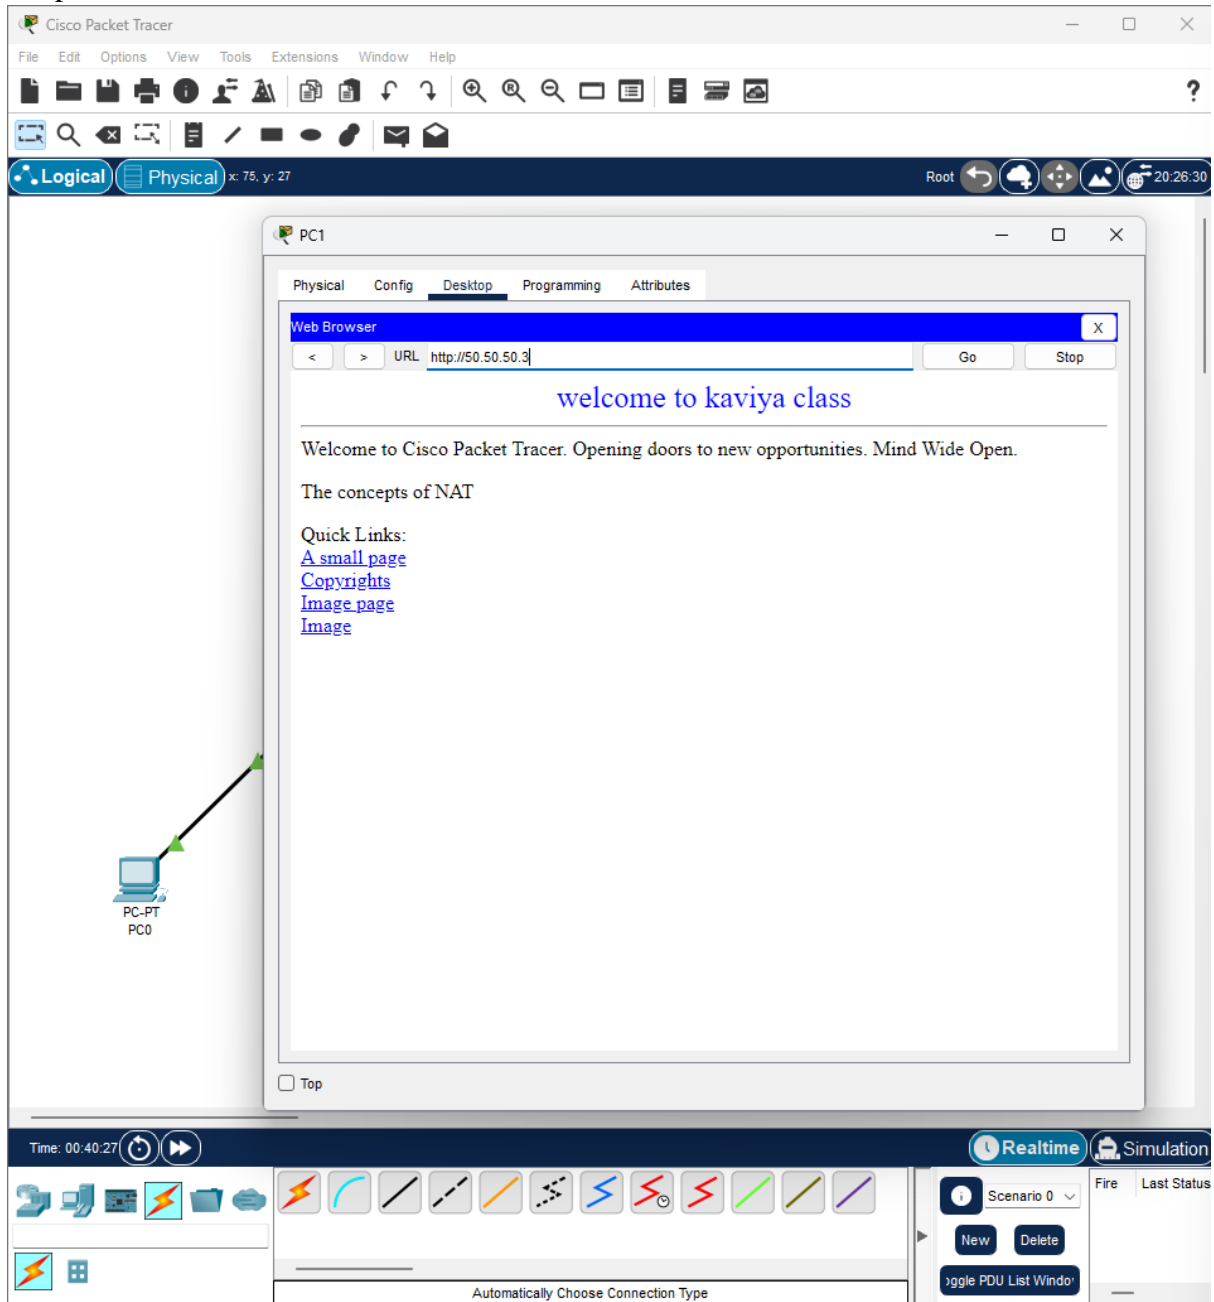 Cisco Packet Tracer
File Edit Options View Tools Extensions Window Help
?
Logical Physical x: 75, y: 27 Root 20:26:30
PC1
Physical Config Desktop Programming Attributes
Web Browser X
< > URL http://50.50.50.3 Go Stop
welcome to kaviya class
Welcome to Cisco Packet Tracer. Opening doors to new opportunities. Mind Wide Open.
The concepts of NAT
Quick Links:
A small page
Copyrights
Image page
Image
PC-PT
PC0
Top
Time: 00:40:27 Realtime Simulation
Scenario 0 Fire Last Status
New Delete
oggle PDU List Windo
Automatically Choose Connection Type